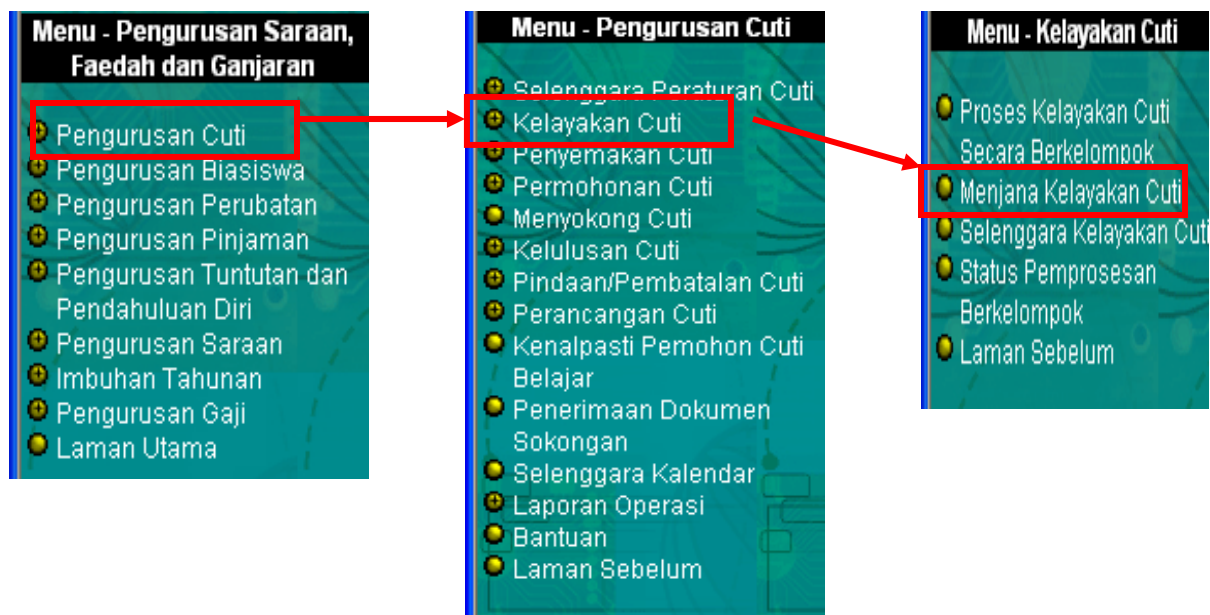 Menu - Pengurusan Saraan,
Faedah dan Ganjaran
Pengurusan Cuti
Pengurusan Biasiswa
Pengurusan Perubatan
Pengurusan Pinjaman
Pengurusan Tuntutan dan
Pendahuluan Diri
Pengurusan Saraan
Imbuhan Tahunan
Pengurusan Gaji
Laman Utama
Menu - Pengurusan Cuti
Selenggara Peraturan Cuti
Kelayakan Cuti
Penyemakan Cuti
Permohonan Cuti
Menyokong Cuti
Kelulusan Cuti
Pindaan/Pembatalan Cuti
Perancangan Cuti
Kenalpasti Pemohon Cuti
Belajar
Penerimaan Dokumen
Sokongan
Selenggara Kalendar
Laporan Operasi
Bantuan
Laman Sebelum
Menu - Kelayakan Cuti
Proses Kelayakan Cuti
Secara Berkelompok
Menjana Kelayakan Cuti
Selenggara Kelayakan Cuti
Status Pemprosesan
Berkelompok
Laman Sebelum